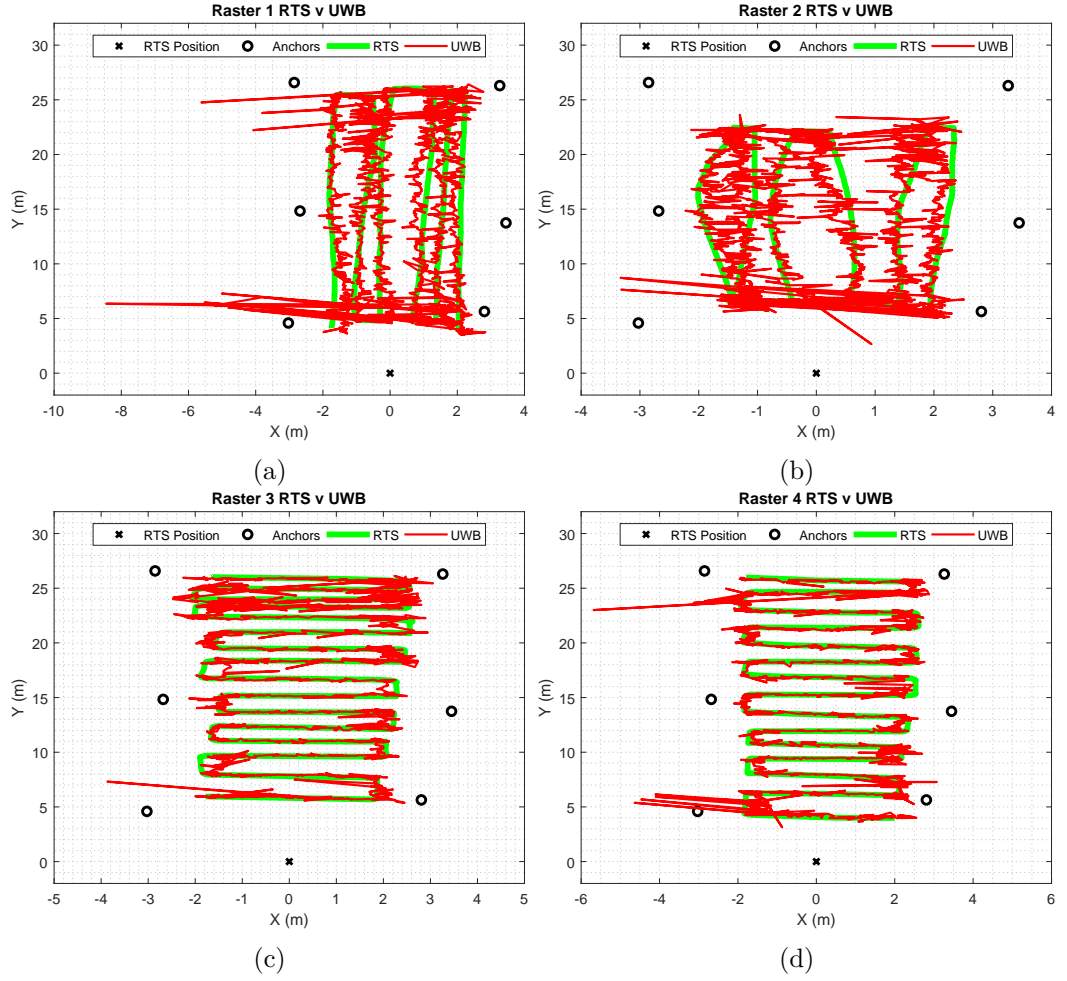 Raster 1 RTS v UWB
RTS Position Anchors RTS UWB
30
25
20
15
10
5
0
Y (m)
-10 -8 -6 -4 -2 0 2 4
X (m)
(a)
Raster 2 RTS v UWB
RTS Position Anchors RTS UWB
30
25
20
15
10
5
0
Y (m)
-4 -3 -2 -1 0 1 2 3 4
X (m)
(b)
Raster 3 RTS v UWB
RTS Position Anchors RTS UWB
30
25
20
15
10
5
0
Y (m)
-5 -4 -3 -2 -1 0 1 2 3 4 5
X (m)
(c)
Raster 4 RTS v UWB
RTS Position Anchors RTS UWB
30
25
20
15
10
5
0
Y (m)
-6 -4 -2 0 2 4 6
X (m)
(d)